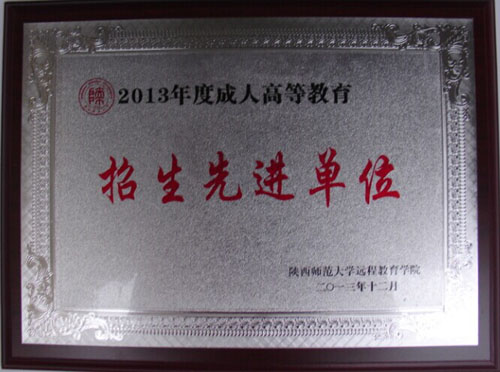 2013年度成人高等教育
招生先进单位
陕西师范大学远程教育学院
二〇一三年十二月